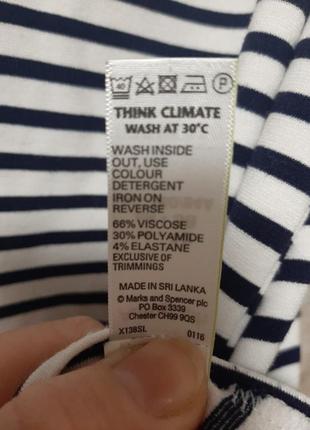 40 P
THINK CLIMATE
WASH AT 30°C
WASH INSIDE
OUT, USE
COLOUR
DETERGENT
IRON ON
REVERSE
66% VISCOSE
30% POLYAMIDE
4% ELASTANE
EXCLUSIVE OF
TRIMMINGS
MADE IN SRI LANKA
© Marks and Spencer plc
PO Box 3339
Chester CH99 9QS
X138SL 0116